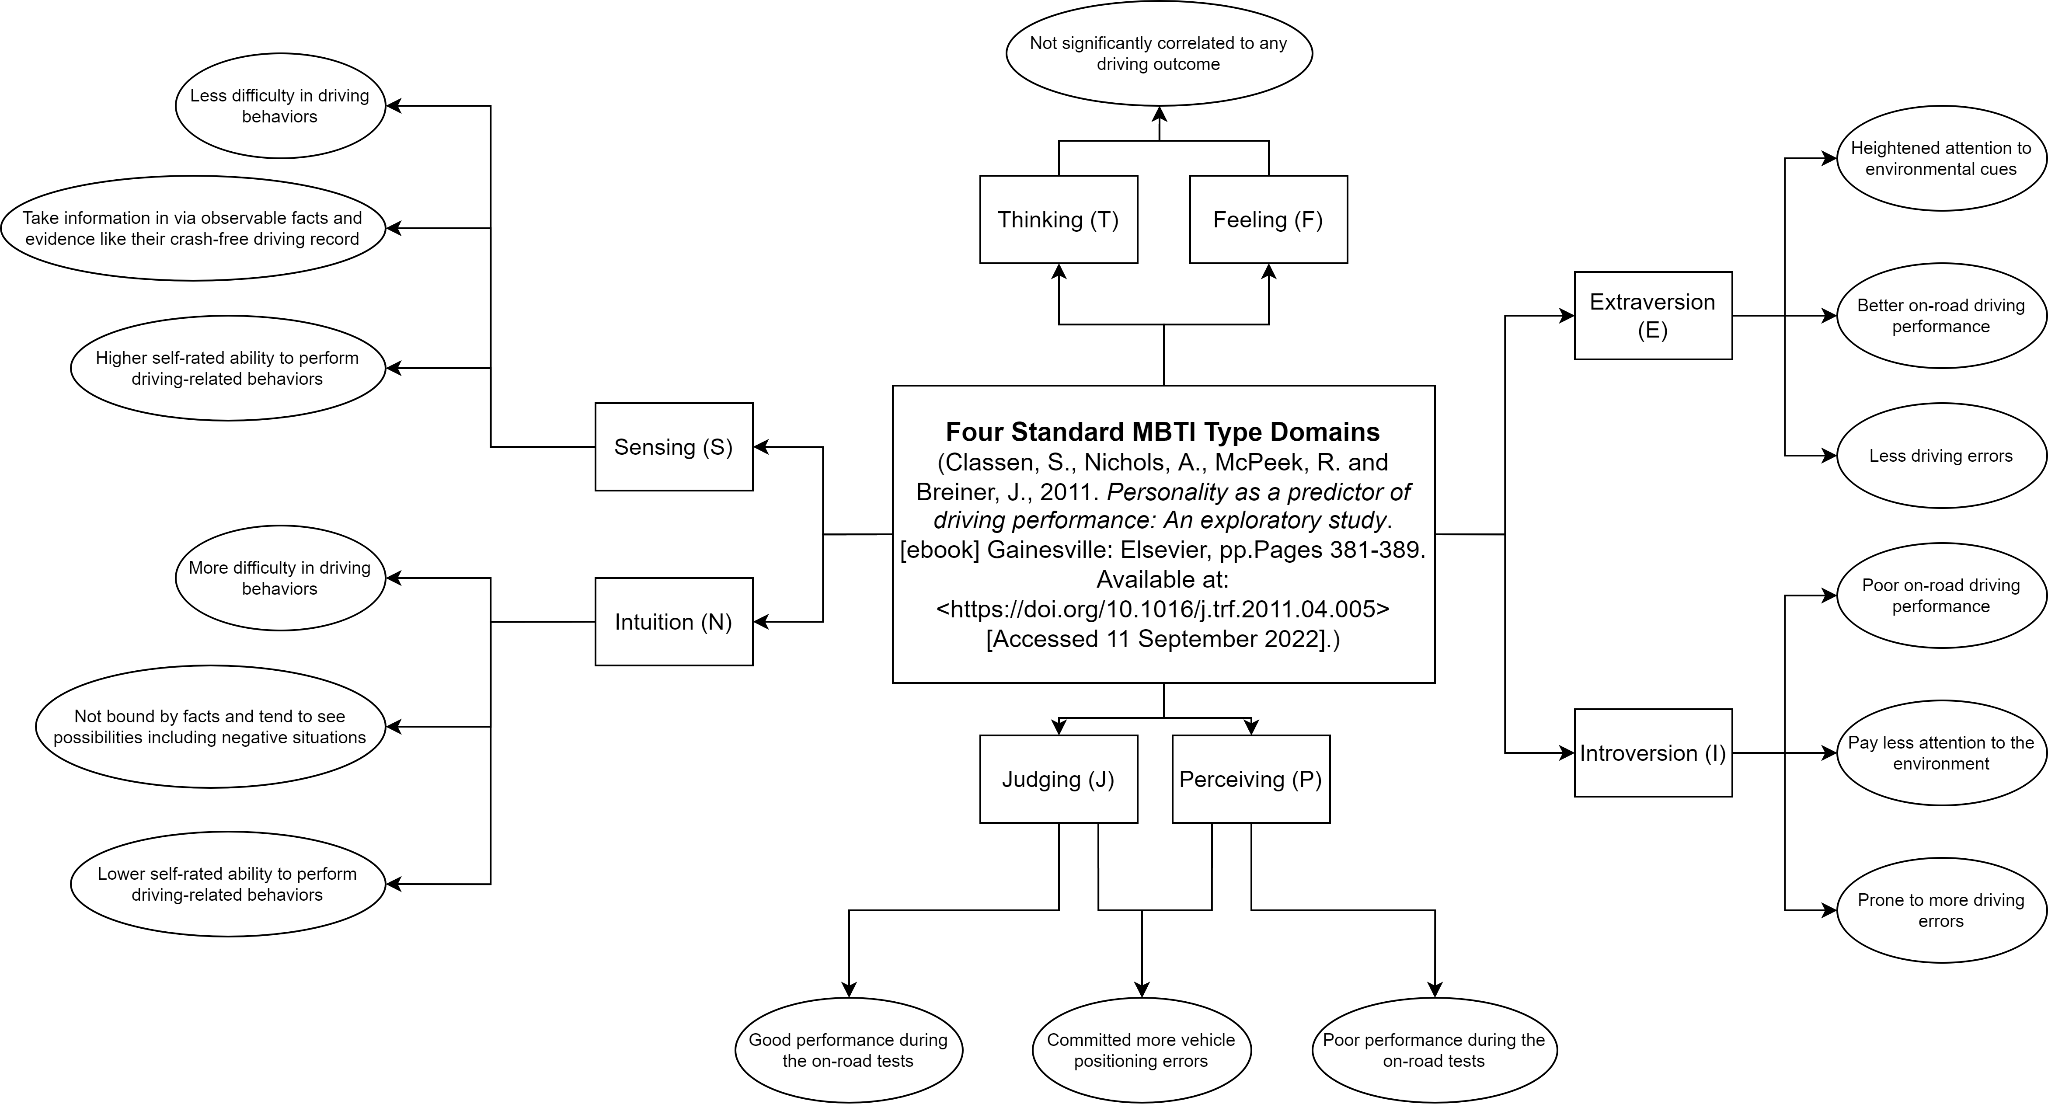 Not significantly correlated to any
driving outcome
Less difficulty in driving
behaviors
Take information in via observable facts and
evidence like their crash-free driving record
Higher self-rated ability to perform
driving-related behaviors
Thinking (T)
Feeling (F)
Heightened attention to
environmental cues
Extraversion
(E)
Better on-road driving
performance
Less driving errors
Sensing (S)
Four Standard MBTI Type Domains
(Classen, S., Nichols, A., McPeek, R. and
Breiner, J., 2011. Personality as a predictor of
driving performance: An exploratory study.
[ebook] Gainesville: Elsevier, pp.Pages 381-389.
Available at:
<https://doi.org/10.1016/j.trf.2011.04.005>
[Accessed 11 September 2022].)
More difficulty in driving
behaviors
Intuition (N)
Not bound by facts and tend to see
possibilities including negative situations
Lower self-rated ability to perform
driving-related behaviors
Poor on-road driving
performance
Introversion (I)
Pay less attention to the
environment
Prone to more driving
errors
Judging (J)
Perceiving (P)
Good performance during
the on-road tests
Committed more vehicle
positioning errors
Poor performance during the
on-road tests